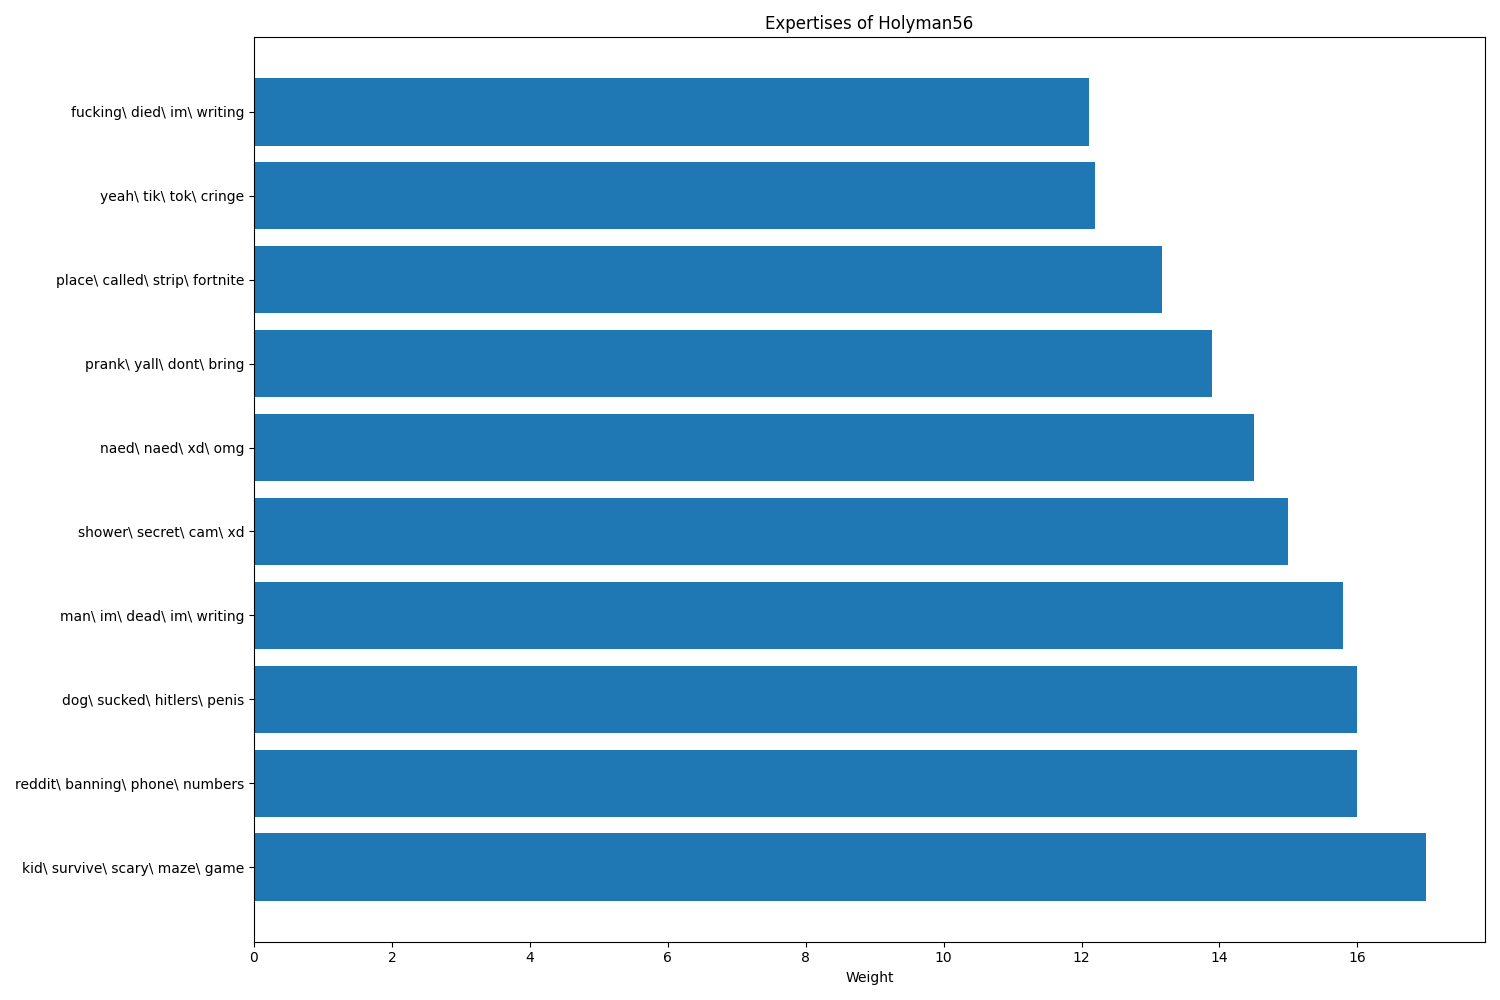 Expertises of Holyman56
fucking\ died\ im\ writing
yeah\ tik\ tok\ cringe
place\ called\ strip\ fortnite
prank\ yall\ dont\ bring
naed\ naed\ xd\ omg
shower\ secret\ cam\ xd
man\ im\ dead\ im\ writing
dog\ sucked\ hitlers\ penis
reddit\ banning\ phone\ numbers
kid\ survive\ scary\ maze\ game
0 2 4 6 8 10 12 14 16
Weight